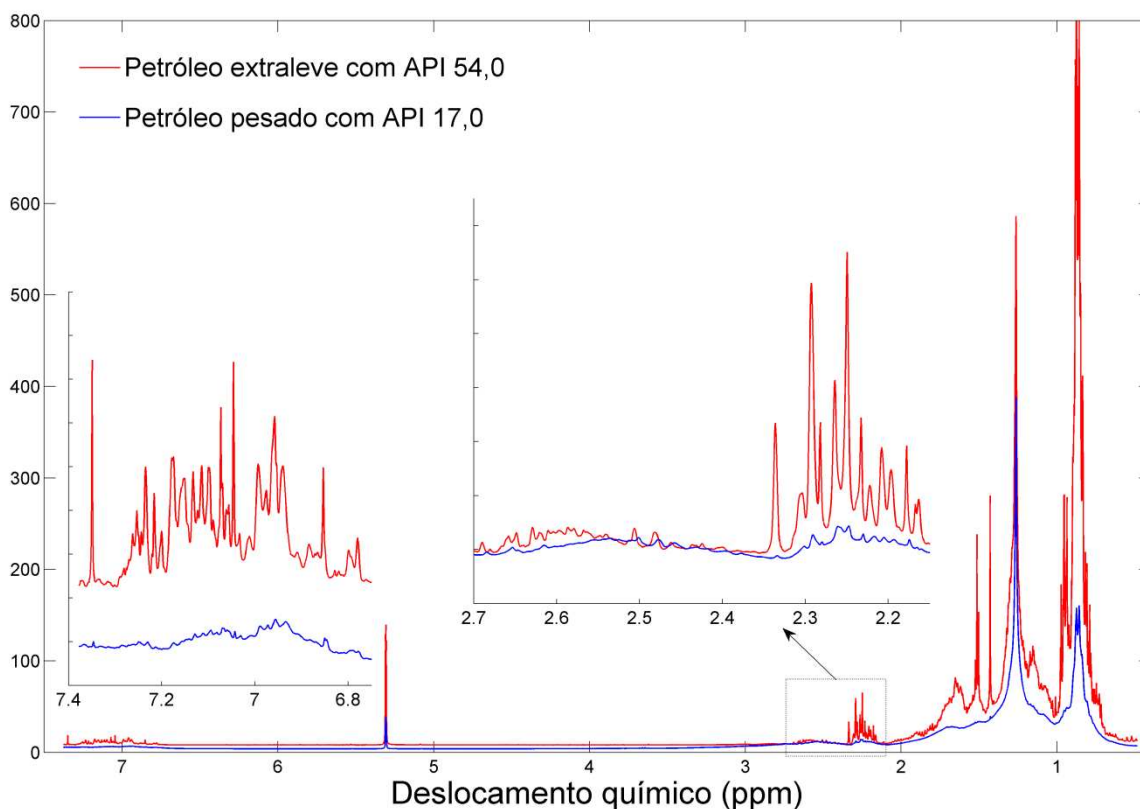 800
700
600
500
400
300
200
100
0
Petróleo extraleve com API 54,0
Petróleo pesado com API 17,0
7.4 7.2 7 6.8
2.7 2.6 2.5 2.4 2.3 2.2
7 6 5 4 3 2 1
Deslocamento químico (ppm)